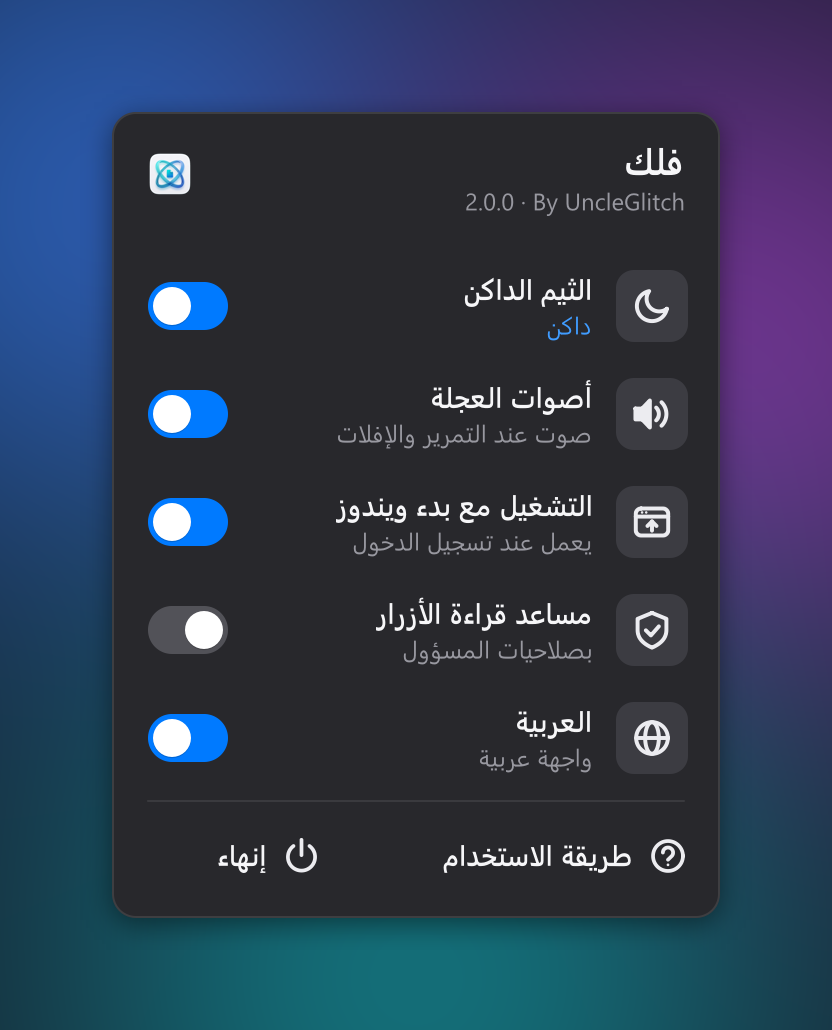 فلك
2.0.0 · By UncleGlitch
الثيم الداكن
داكن
أصوات العجلة
صوت عند التمرير والإفلات
التشغيل مع بدء ويندوز
يعمل عند تسجيل الدخول
مساعد قراءة الأزرار
بصلاحيات المسؤول
العربية
واجهة عربية
طريقة الاستخدام
إنهاء